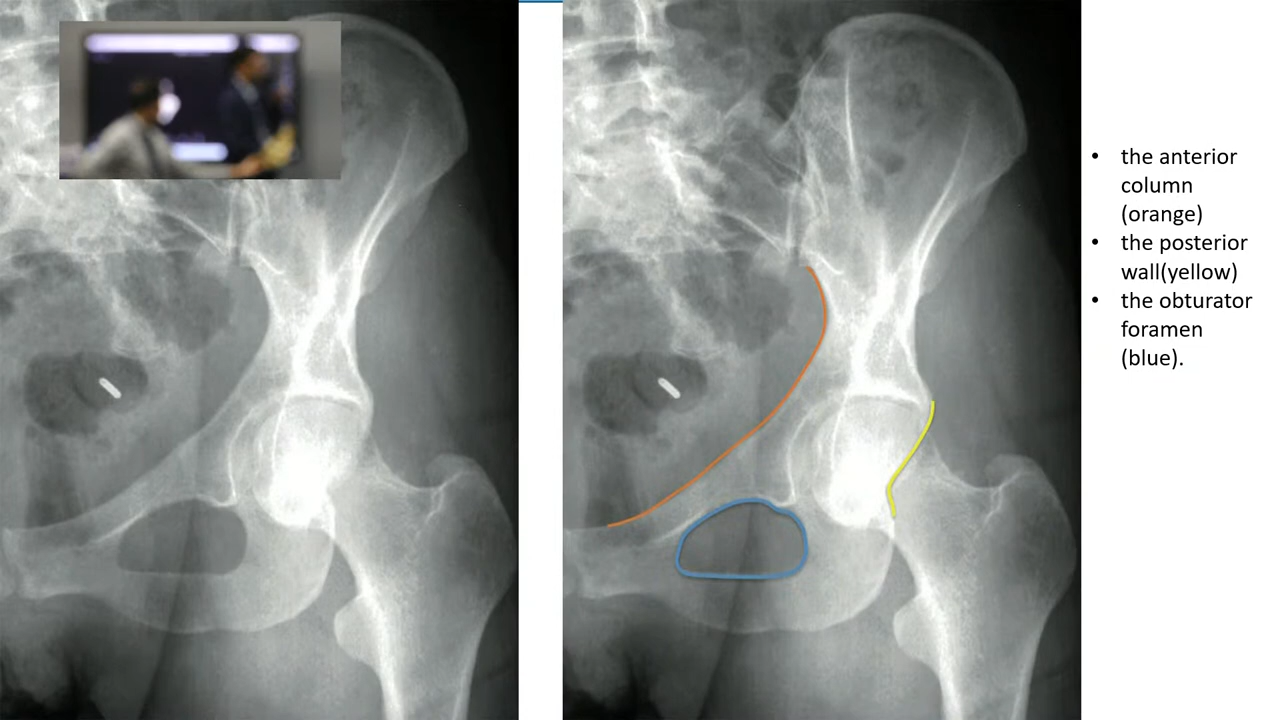 • the anterior
column
(orange)
• the posterior
wall(yellow)
• the obturator
foramen
(blue).